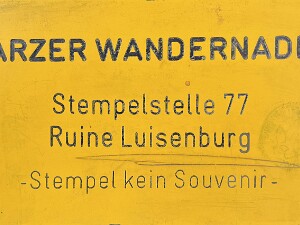 ARZER WANDERNADE
Stempelstelle 77
Ruine Luisenburg
-Stempel kein Souvenir-